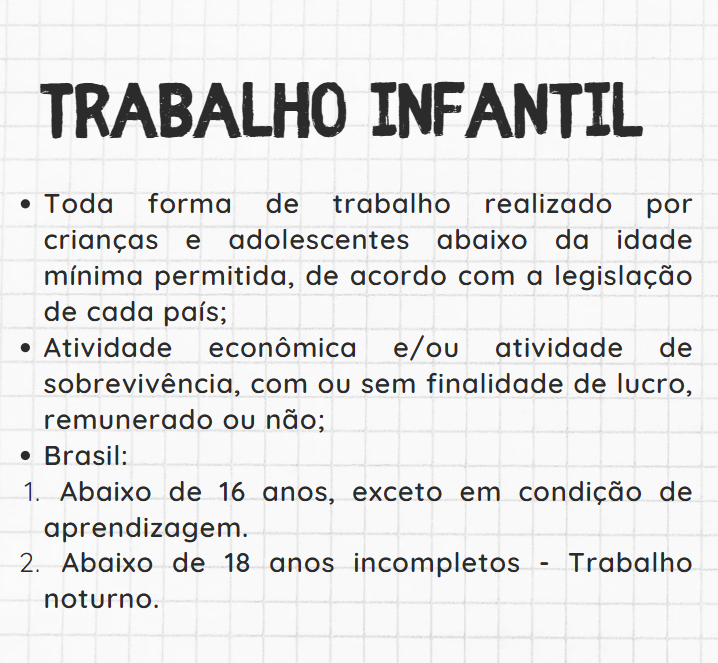 TRABALHO INFANTIL
• Toda forma de trabalho realizado por
crianças e adolescentes abaixo da idade
mínima permitida, de acordo com a legislação
de cada país;
• Atividade econômica e/ou atividade de
sobrevivência, com ou sem finalidade de lucro,
remunerado ou não;
• Brasil:
1. Abaixo de 16 anos, exceto em condição de
aprendizagem.
2. Abaixo de 18 anos incompletos - Trabalho
noturno.